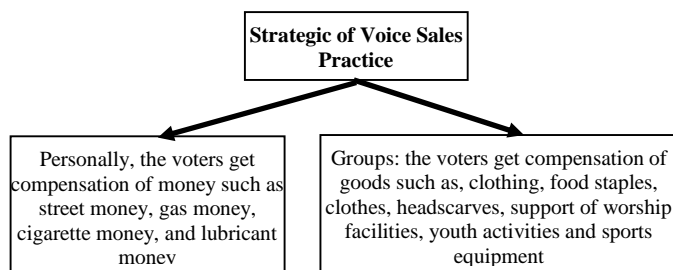 Strategic of Voice Sales
Practice
Personally, the voters get
compensation of money such as
street money, gas money,
cigarette money, and lubricant
money
Groups: the voters get compensation of
goods such as, clothing, food staples,
clothes, headscarves, support of worship
facilities, youth activities and sports
equipment